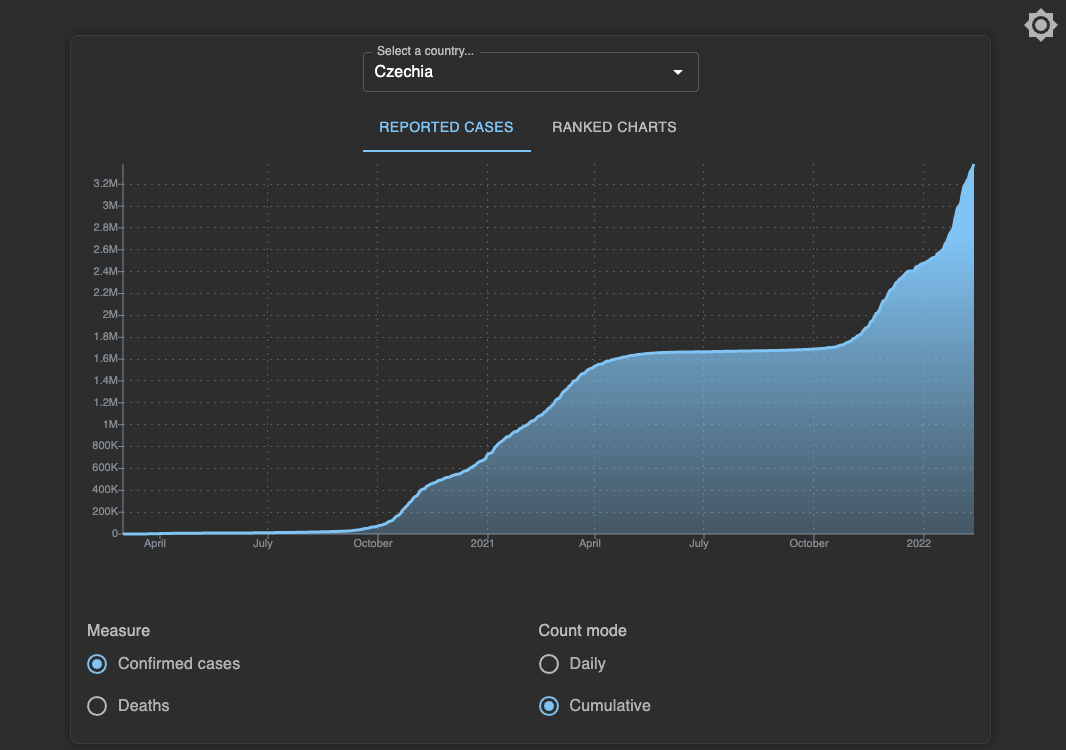 Select a country...
Czechia
REPORTED CASES
RANKED CHARTS
3.2M
3M
2.8M
2.6M
2.4M
2.2M
2M
1.8M
1.6M
1.4M
1.2M
1M
800K
600K
400K
200K
0
April July October 2021 April July October 2022
Measure
Confirmed cases
Deaths
Count mode
Daily
Cumulative